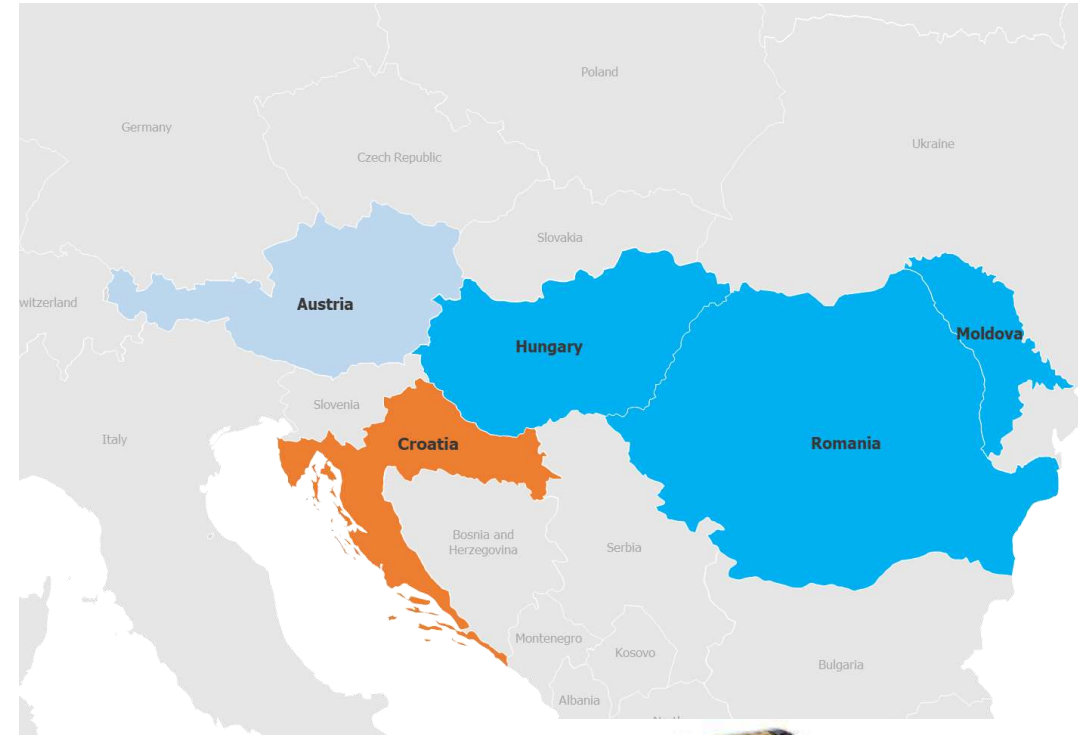 Poland
Germany
Ukraine
Czech Republic
Slovakia
witzerland
Austria
Moldova
Hungary
Slovenia
Italy
Croatia
Romania
Bosnia and
Herzegovina
Serbia
Montenegro
Kosovo
Bulgaria
Albania